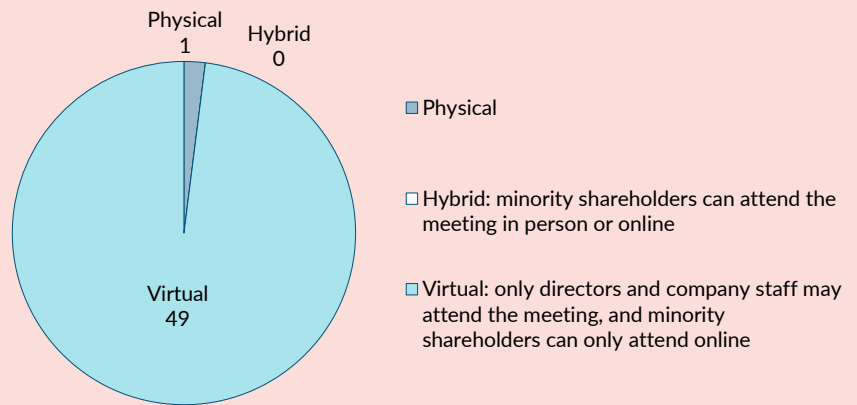 Physical
1
Hybrid
0
Virtual
49
Physical
Hybrid: minority shareholders can attend the
meeting in person or online
Virtual: only directors and company staff may
attend the meeting, and minority
shareholders can only attend online